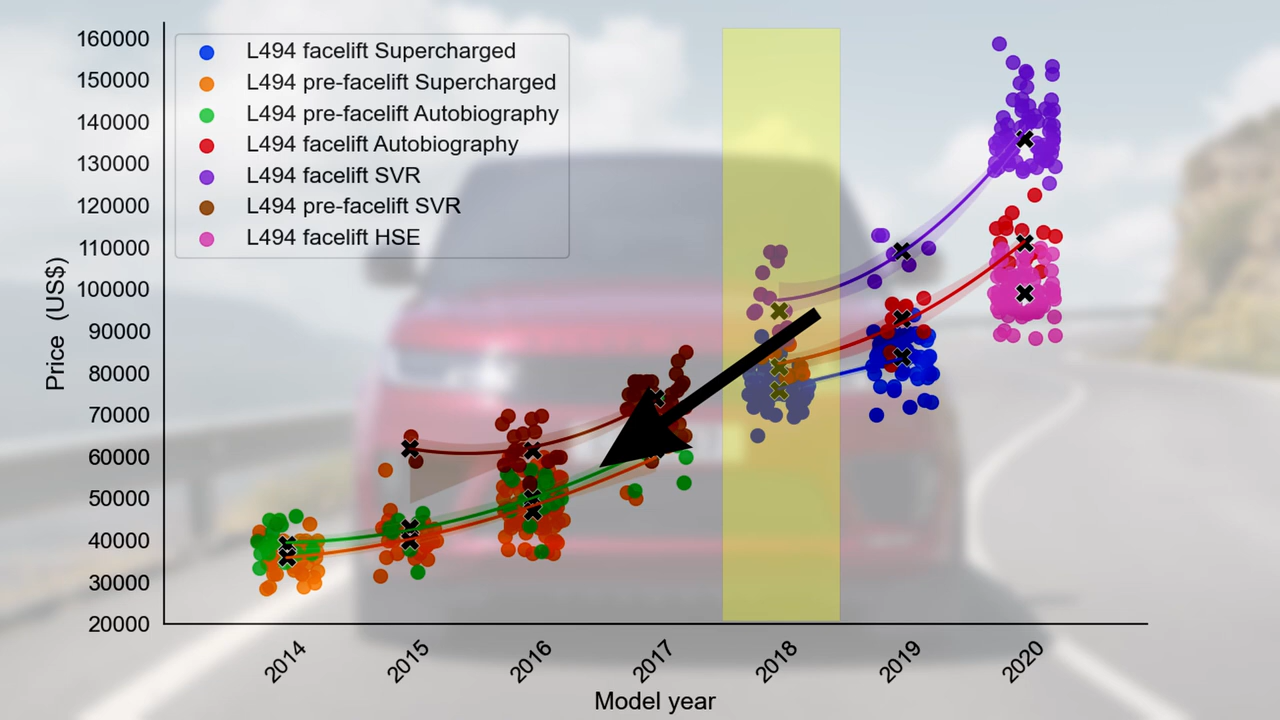 160000
150000
140000
130000
120000
110000
100000
90000
80000
70000
60000
50000
40000
30000
20000
Price (US$)
L494 facelift Supercharged
L494 pre-facelift Supercharged
L494 pre-facelift Autobiography
L494 facelift Autobiography
L494 facelift SVR
L494 pre-facelift SVR
L494 facelift HSE
2014 2015 2016 2017 2018 2019 2020
Model year